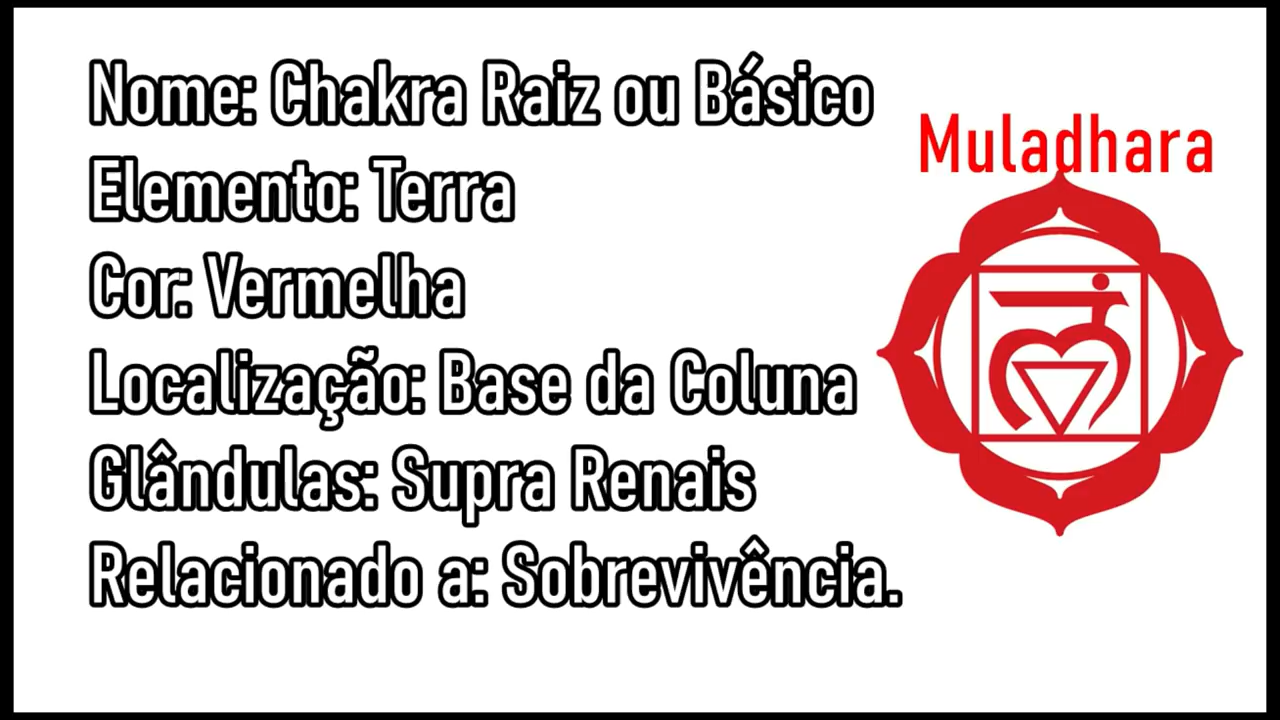 Nome: Chakra Raiz ou Básico
Muladhara
Elemento: Terra
Cor: Vermelha
Localização: Base da Coluna
Glândulas: Supra Renais
Relacionado a: Sobrevivência.
लं